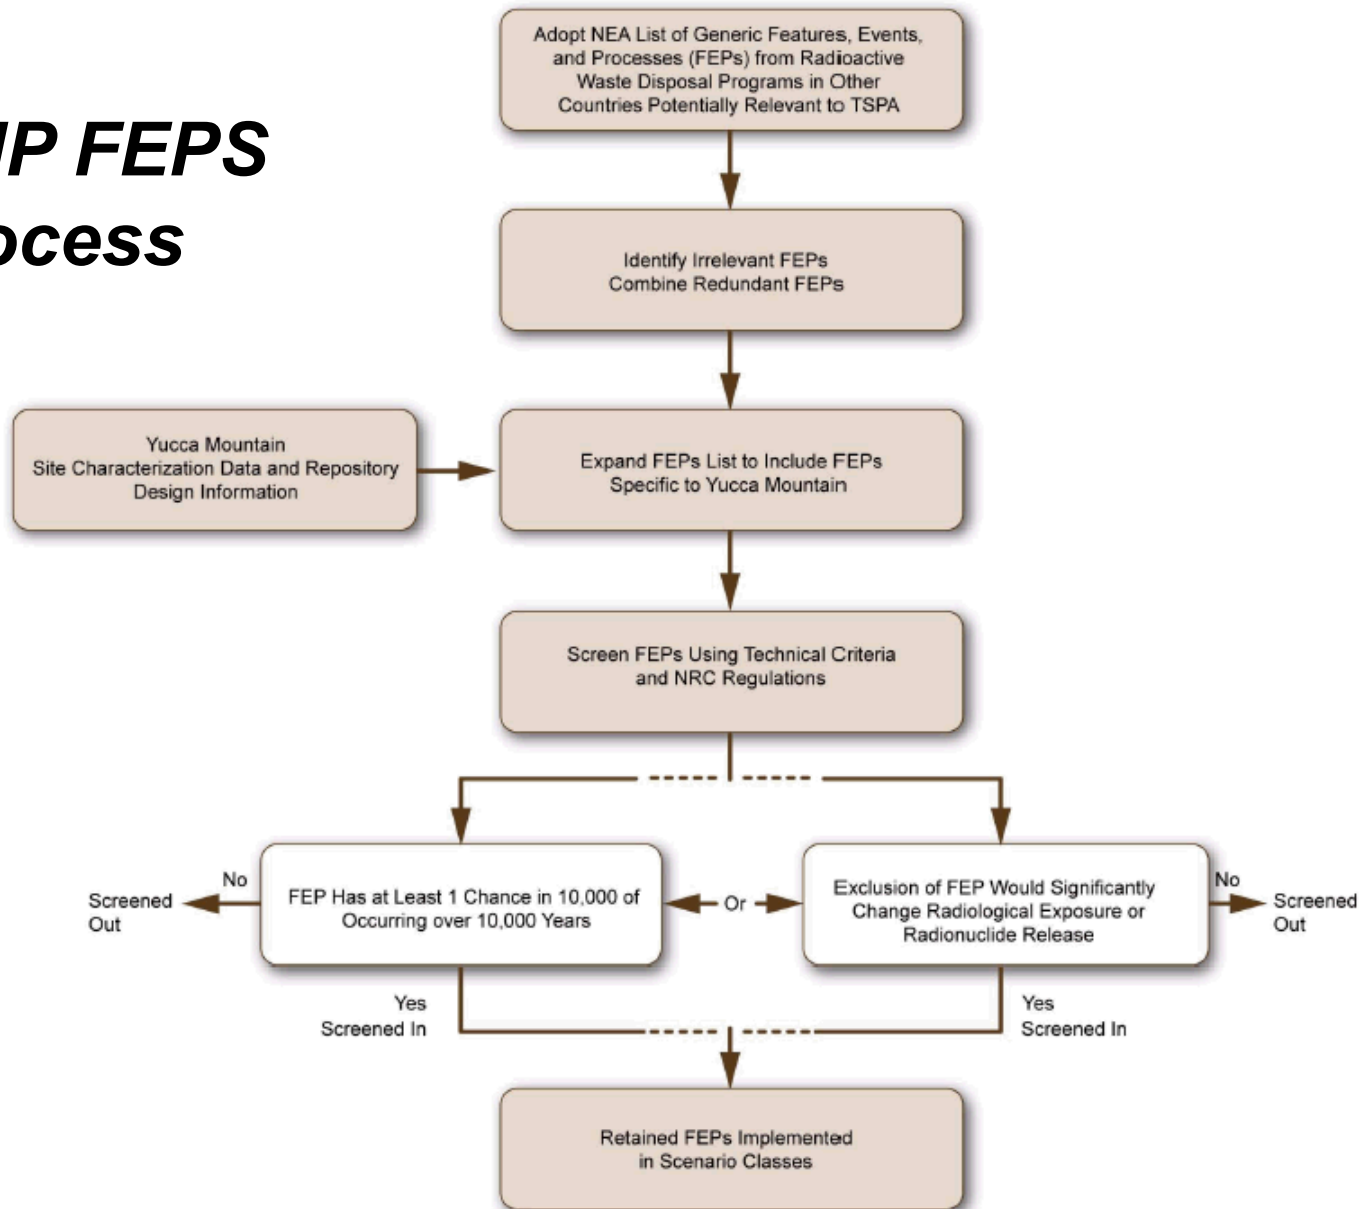 IP FEPS
ocess
Adopt NEA List of Generic Features, Events,
and Processes (FEPs) from Radioactive
Waste Disposal Programs in Other
Countries Potentially Relevant to TSPA
Identify Irrelevant FEPs
Combine Redundant FEPs
Yucca Mountain
Site Characterization Data and Repository
Design Information
Expand FEPs List to Include FEPs
Specific to Yucca Mountain
Screen FEPs Using Technical Criteria
and NRC Regulations
No
Screened
Out
FEP Has at Least 1 Chance in 10,000 of
Occurring over 10,000 Years
Or
Exclusion of FEP Would Significantly
Change Radiological Exposure or
Radionuclide Release
No
Screened
Out
Yes
Screened In
Yes
Screened In
Retained FEPs Implemented
in Scenario Classes